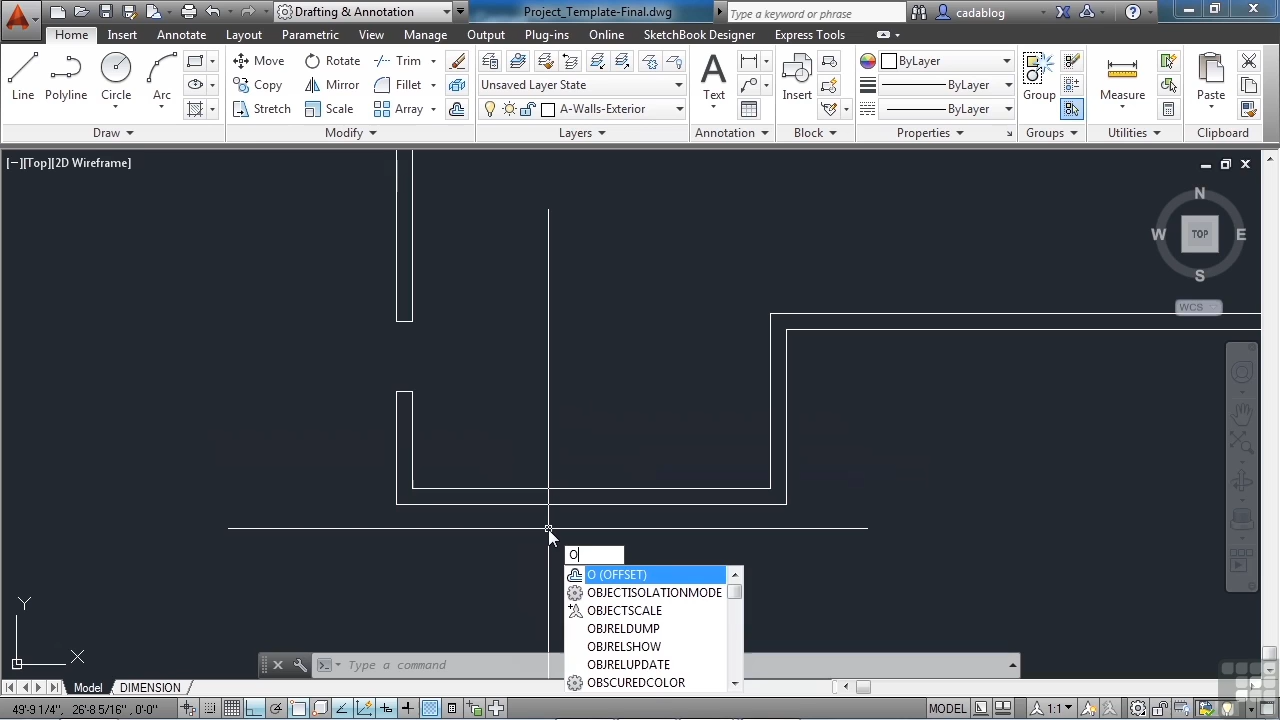 Drafting & Annotation
Project_Template-Final.dwg
Type a keyword or phrase
cadablog
Home
Insert
Annotate
Layout
Parametric
View
Manage
Output
Plug-ins
Online
SketchBook Designer
Express Tools
Line
Polyline
Circle
Arc
Move
Rotate
Trim
Copy
Mirror
Fillet
Stretch
Scale
Array
Unsaved Layer State
A-Walls-Exterior
Text
Insert
ByLayer
ByLayer
ByLayer
Group
Measure
Paste
Draw
Modify
Layers
Annotation
Block
Properties
Groups
Utilities
Clipboard
[−][Top][2D Wireframe]
N
W
TOP
E
S
WCS
O
O (OFFSET)
OBJECTISOLATIONMODE
OBJECTSCALE
OBJRELDUMP
OBJRELSHOW
OBJRELUPDATE
OBSCUREDCOLOR
Y
X
Type a command
Model
DIMENSION
49'-9 1/4", 26'-8 5/16", 0'-0"
MODEL
1:1